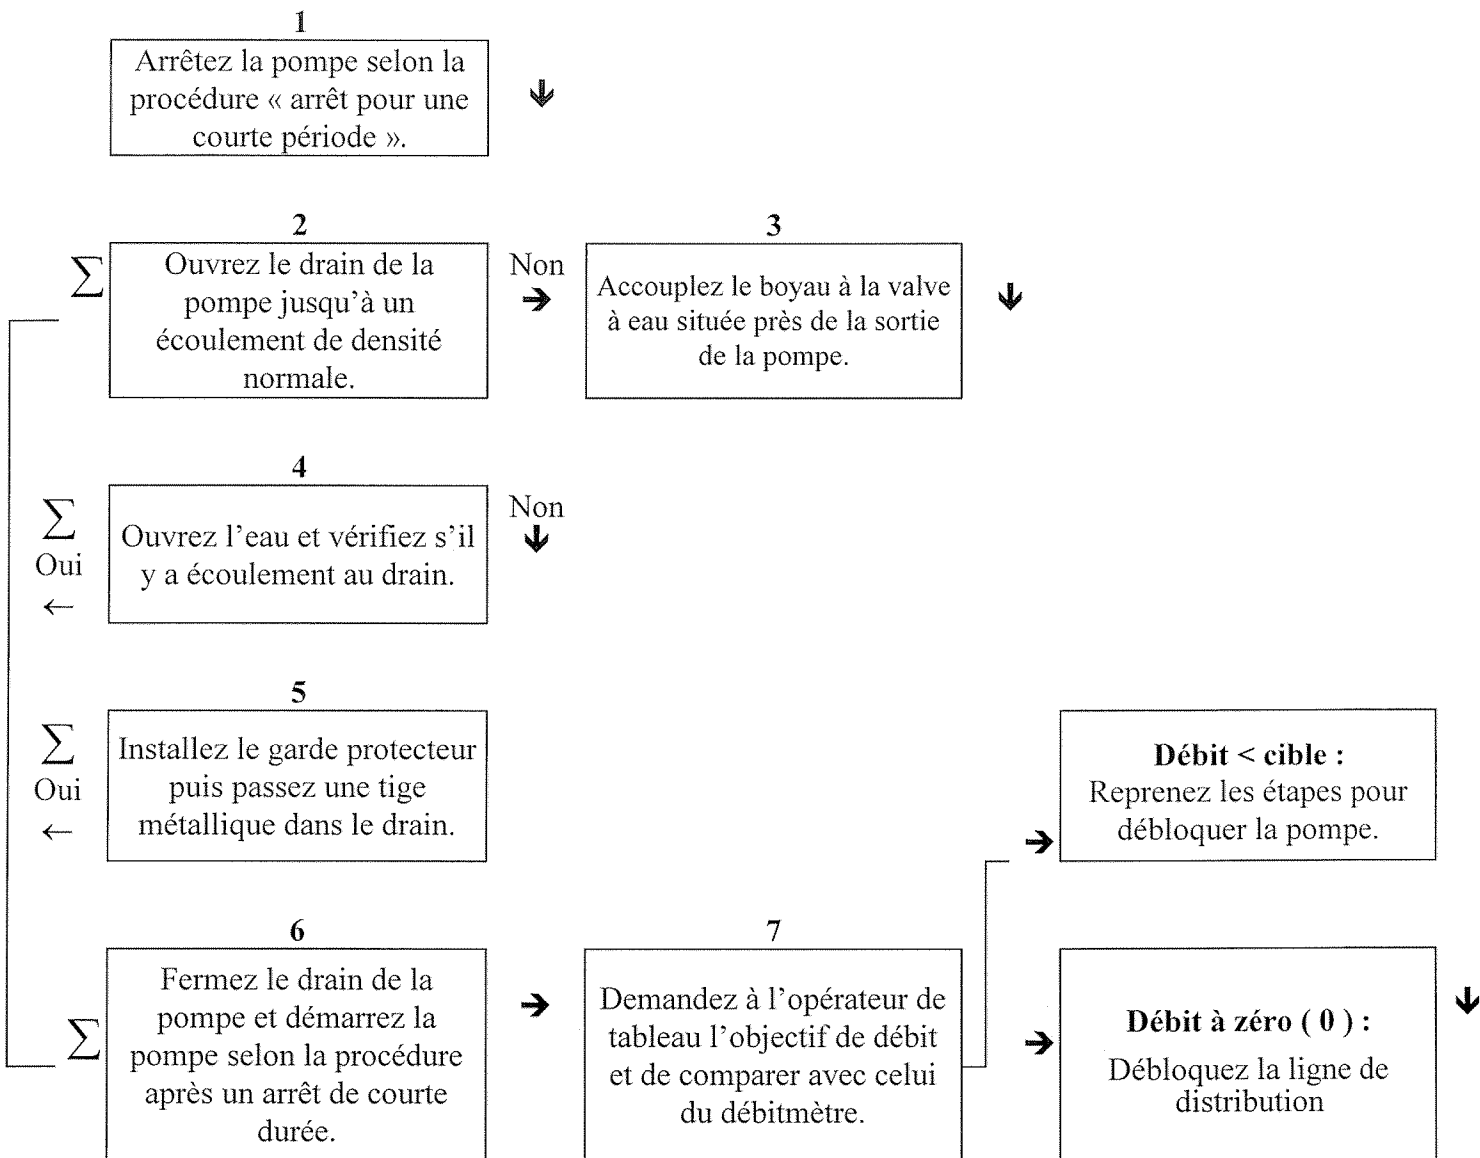 1
Arrêtez la pompe selon la
procédure « arrêt pour une
courte période ».
2
∑
Ouvrez le drain de la
pompe jusqu’à un
écoulement de densité
normale.
Non
3
Accouplez le boyau à la valve
à eau située près de la sortie
de la pompe.
4
∑
Oui
Ouvrez l’eau et vérifiez s’il
y a écoulement au drain.
Non
5
∑
Oui
Installez le garde protecteur
puis passez une tige
métallique dans le drain.
6
∑
Fermez le drain de la
pompe et démarrez la
pompe selon la procédure
après un arrêt de courte
durée.
7
Demandez à l’opérateur de
tableau l’objectif de débit
et de comparer avec celui
du débitmètre.
Débit < cible :
Reprenez les étapes pour
débloquer la pompe.
Débit à zéro ( 0 ) :
Débloquez la ligne de
distribution